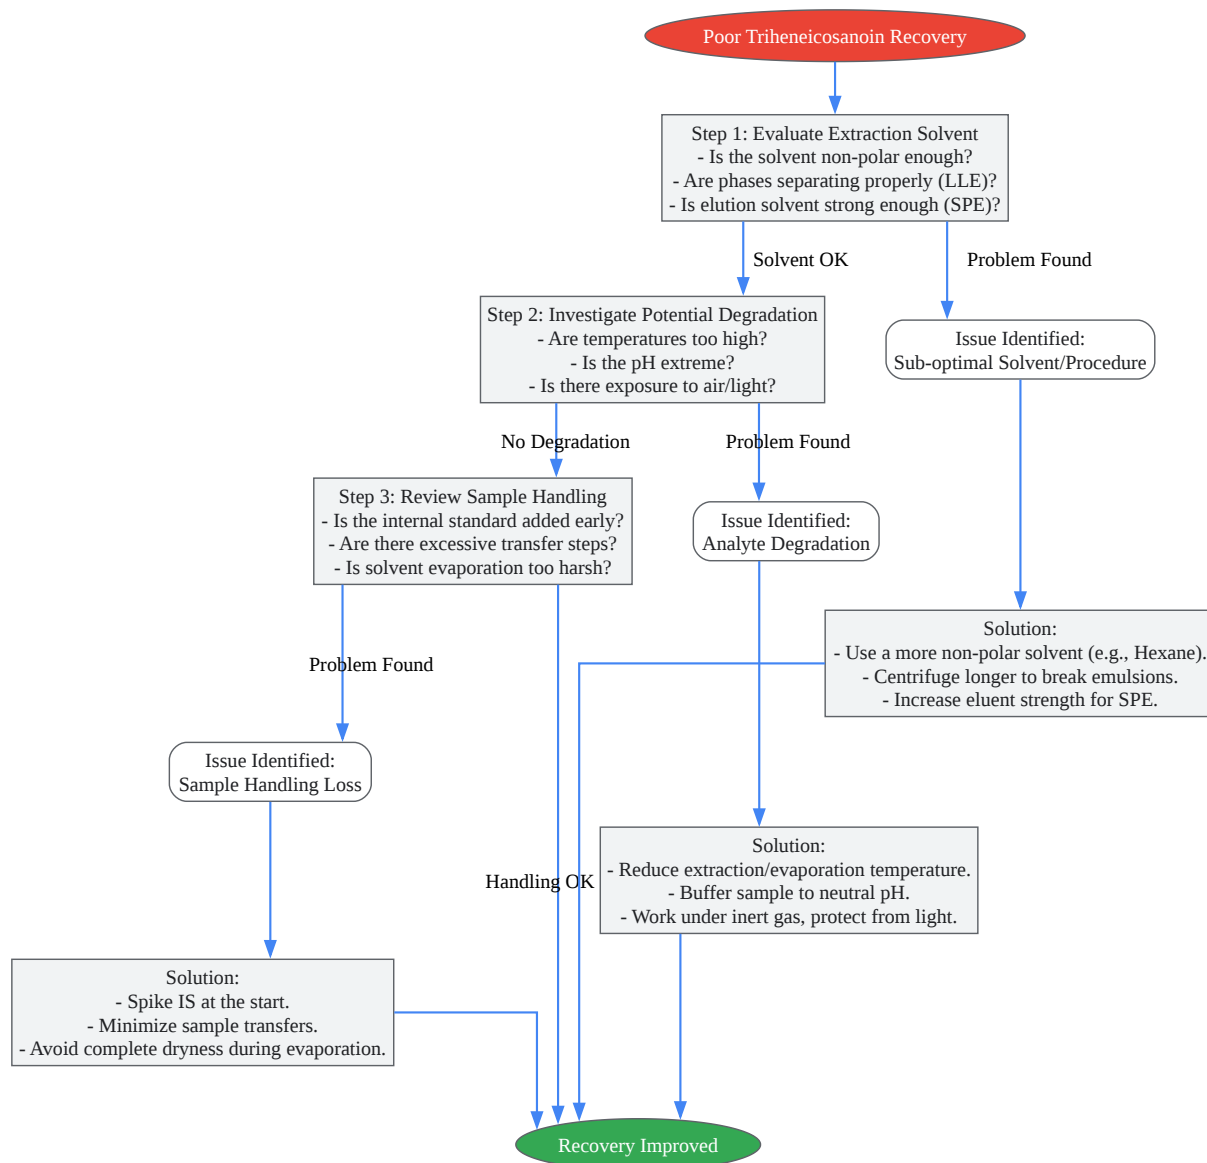 Poor Triheneicosanoin Recovery
Step 1: Evaluate Extraction Solvent
- Is the solvent non-polar enough?
- Are phases separating properly (LLE)?
- Is elution solvent strong enough (SPE)?
Solvent OK
Problem Found
Step 2: Investigate Potential Degradation
- Are temperatures too high?
- Is the pH extreme?
- Is there exposure to air/light?
Issue Identified:
Sub-optimal Solvent/Procedure
No Degradation
Problem Found
Step 3: Review Sample Handling
- Is the internal standard added early?
- Are there excessive transfer steps?
- Is solvent evaporation too harsh?
Issue Identified:
Analyte Degradation
Solution:
- Use a more non-polar solvent (e.g., Hexane).
- Centrifuge longer to break emulsions.
- Increase eluent strength for SPE.
Problem Found
Issue Identified:
Sample Handling Loss
Handling OK
Solution:
- Reduce extraction/evaporation temperature.
- Buffer sample to neutral pH.
- Work under inert gas, protect from light.
Solution:
- Spike IS at the start.
- Minimize sample transfers.
- Avoid complete dryness during evaporation.
Recovery Improved